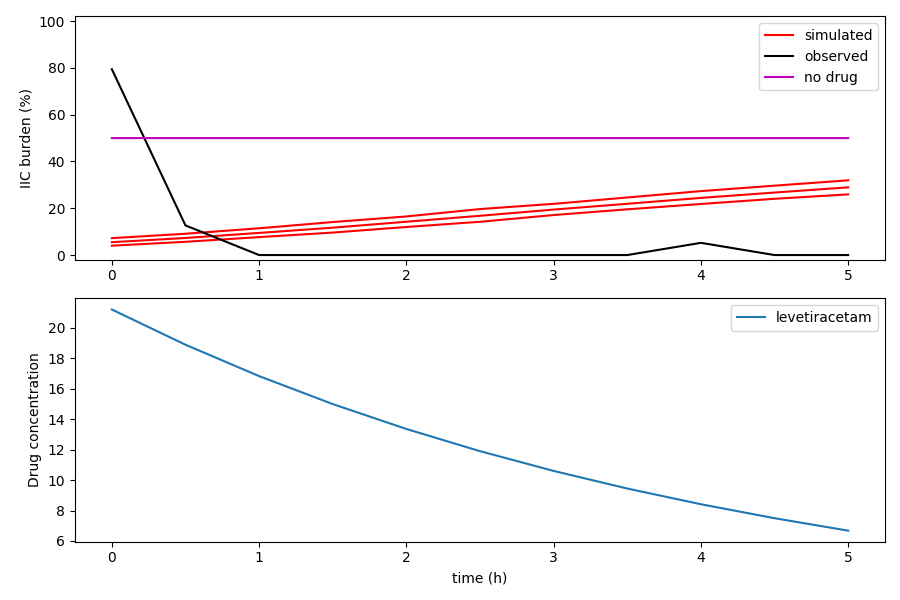 100
80
60
40
20
0
IIC burden (%)
simulated
observed
no drug
0 1 2 3 4 5
20
18
16
14
12
10
8
6
Drug concentration
levetiracetam
0 1 2 3 4 5
time (h)